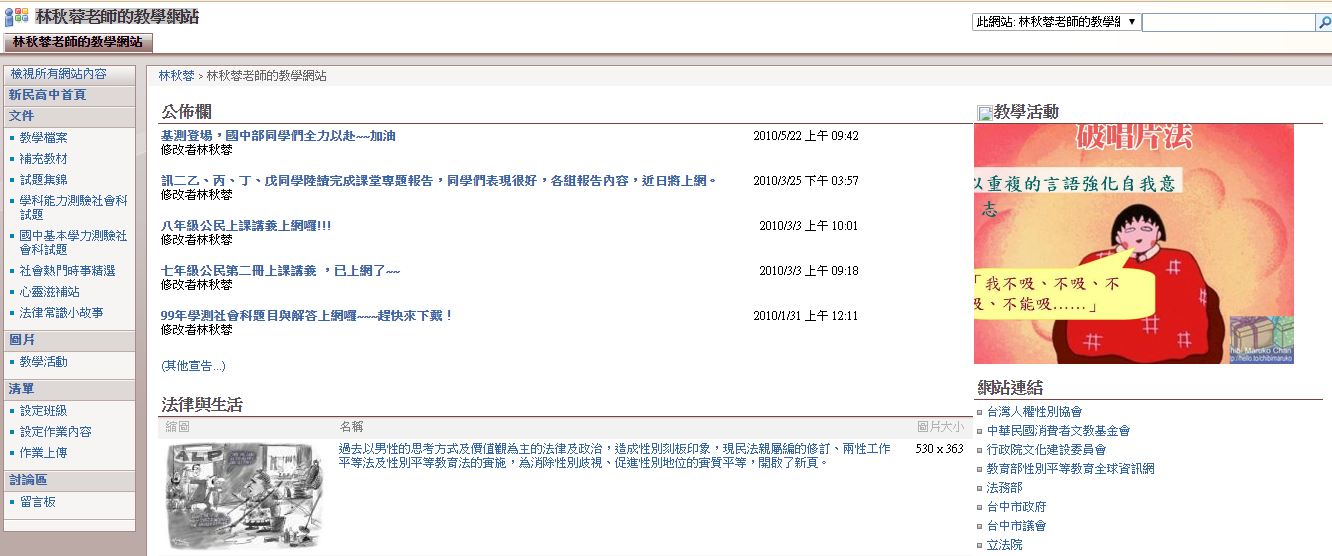 林秋蓉老師的教學網站
此網站: 林秋蓉老師的教學網
林秋蓉老師的教學網站
檢視所有網站內容
新民高中首頁
文件
教學檔案
補充教材
試題集錦
學科能力測驗社會科
試題
國中基本學力測驗社
會科試題
社會熱門時事精選
心靈滋補站
法律常識小故事
圖片
教學活動
清單
設定班級
設定作業內容
作業上傳
討論區
留言板
林秋蓉 > 林秋蓉老師的教學網站
公佈欄
基測登場，國中部同學們全力以赴~~加油 2010/5/22 上午 09:42
修改者林秋蓉
訊二乙、丙、丁、戊同學陸續完成課堂專題報告，同學們表現很好，各組報告內容，近日將上網。 2010/3/25 下午 03:57
修改者林秋蓉
八年級公民上課講義上網囉!!! 2010/3/3 上午 10:01
修改者林秋蓉
七年級公民第二冊上課講義 ，已上網了~~ 2010/3/3 上午 09:18
修改者林秋蓉
99年學測社會科題目與解答上網囉~~~趕快來下戴！ 2010/1/31 上午 12:11
修改者林秋蓉
(其他宣告...)
法律與生活
縮圖 名稱 圖片大小
過去以男性的思考方式及價值觀為主的法律及政治，造成性別刻板印象，現民法親屬編的修訂、兩性工作 530 x 363
平等法及性別平等教育法的實施，為消除性別歧視、促進性別地位的實質平等，開啟了新頁。
ALP
教學活動
破唱片法
以重複的言語強化自我意
志
「我不吸、不吸、不
吸、不能吸……」
hibi Maruko Chan
http://hello.to/chibimaruko
網站連結
台灣人權性別協會
中華民國消費者文教基金會
行政院文化建設委員會
教育部性別平等教育全球資訊網
法務部
台中市政府
台中市議會
立法院